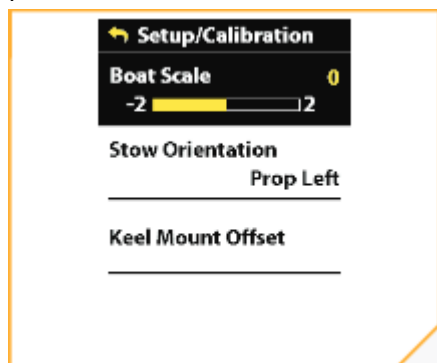 Setup/Calibration
Boat Scale 0
-2 2
Stow Orientation
Prop Left
Keel Mount Offset